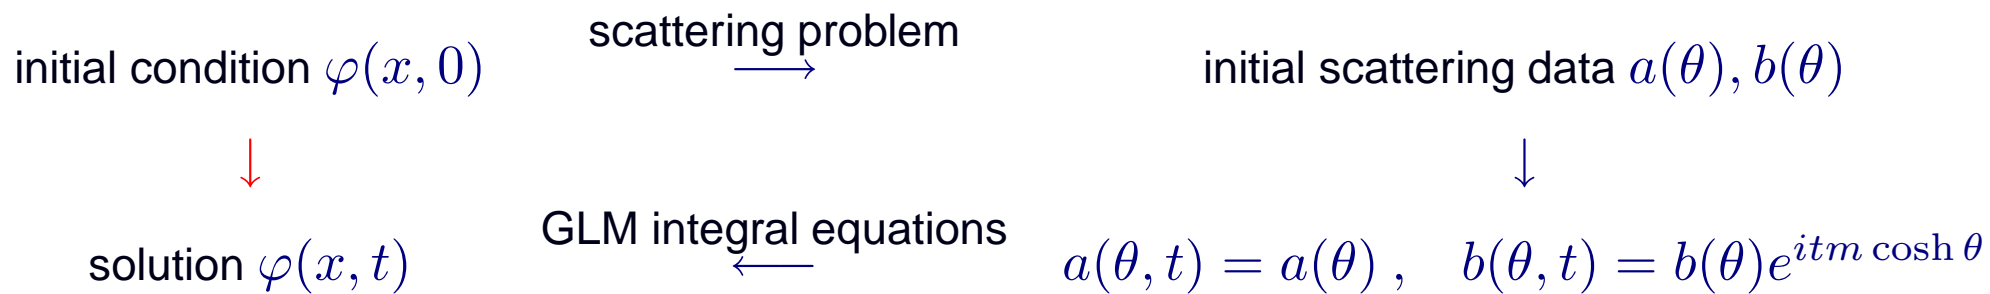 scattering problem
initial condition φ(x, 0) ⟶ initial scattering data a(θ), b(θ)
↓ ↓
GLM integral equations
solution φ(x, t) ⟵ a(θ, t) = a(θ) , b(θ, t) = b(θ)e^{itm cosh θ}